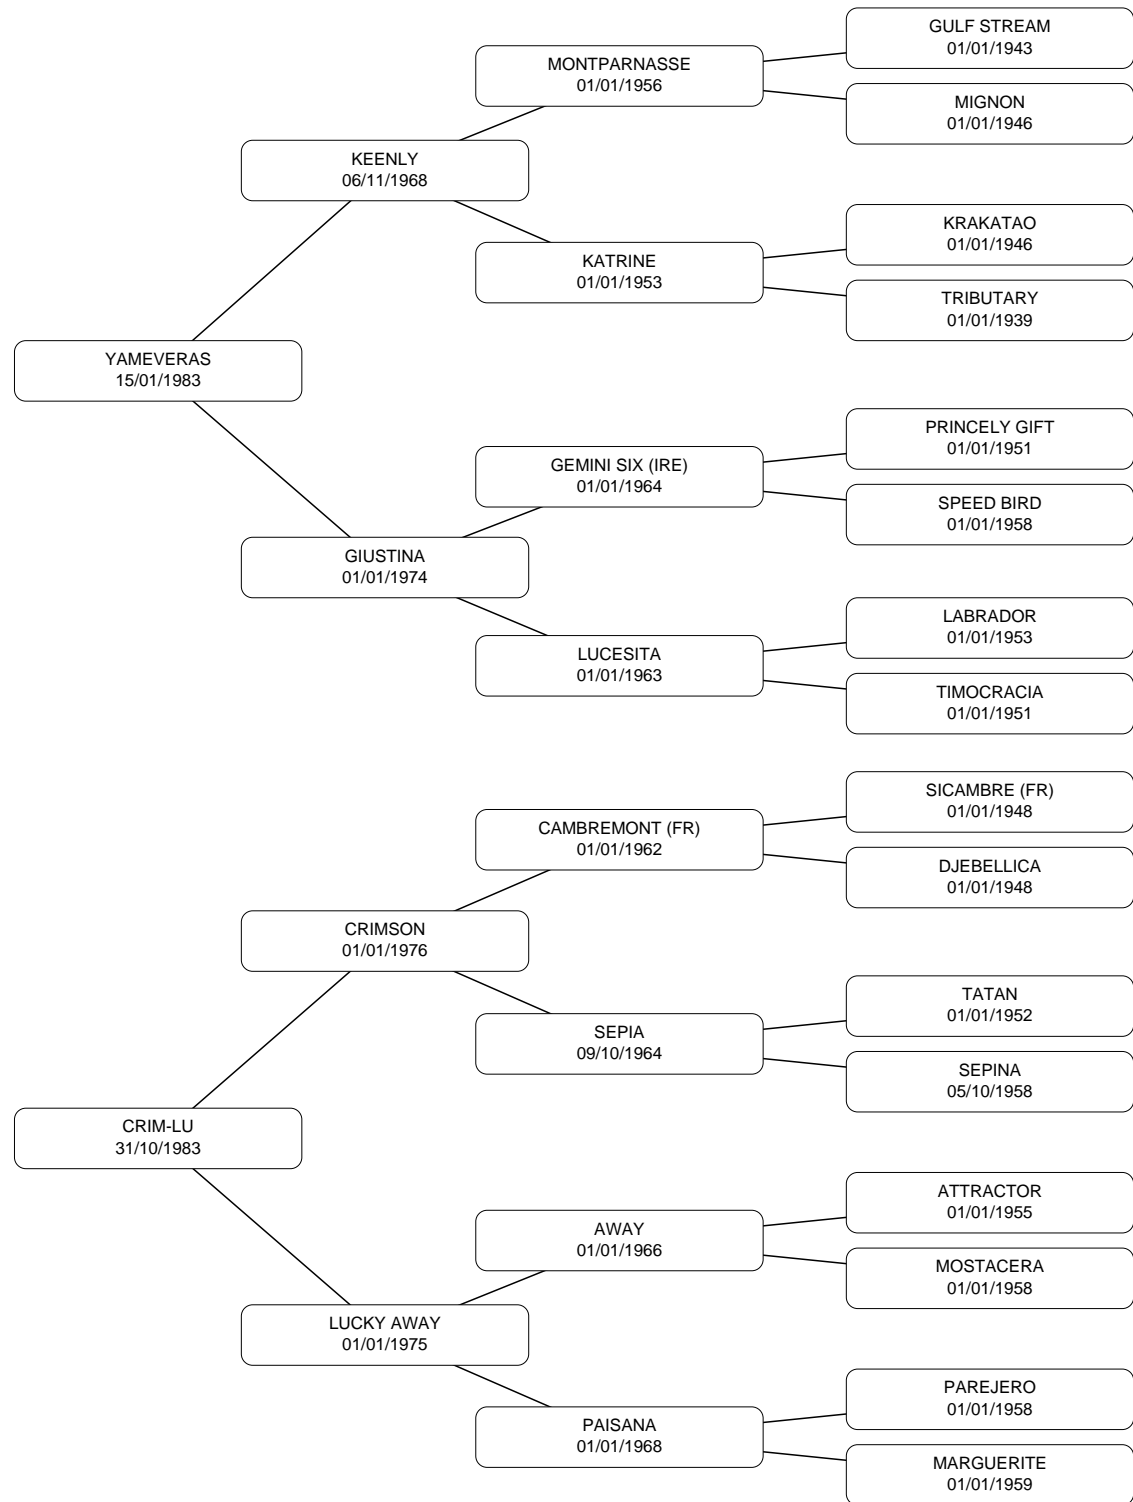 GULF STREAM
01/01/1943
MONTPARNASSE
01/01/1956
MIGNON
01/01/1946
KEENLY
06/11/1968
KRAKATAO
01/01/1946
KATRINE
01/01/1953
TRIBUTARY
01/01/1939
YAMEVERAS
15/01/1983
PRINCELY GIFT
01/01/1951
GEMINI SIX (IRE)
01/01/1964
SPEED BIRD
01/01/1958
GIUSTINA
01/01/1974
LABRADOR
01/01/1953
LUCESITA
01/01/1963
TIMOCRACIA
01/01/1951
SICAMBRE (FR)
01/01/1948
CAMBREMONT (FR)
01/01/1962
DJEBELLICA
01/01/1948
CRIMSON
01/01/1976
TATAN
01/01/1952
SEPIA
09/10/1964
SEPINA
05/10/1958
CRIM-LU
31/10/1983
ATTRACTOR
01/01/1955
AWAY
01/01/1966
MOSTACERA
01/01/1958
LUCKY AWAY
01/01/1975
PAREJERO
01/01/1958
PAISANA
01/01/1968
MARGUERITE
01/01/1959